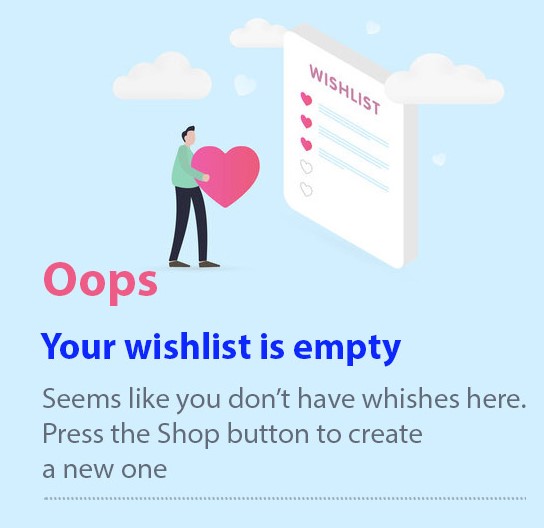 WISHLIST
Oops
Your wishlist is empty
Seems like you don't have whishes here.
Press the Shop button to create
a new one